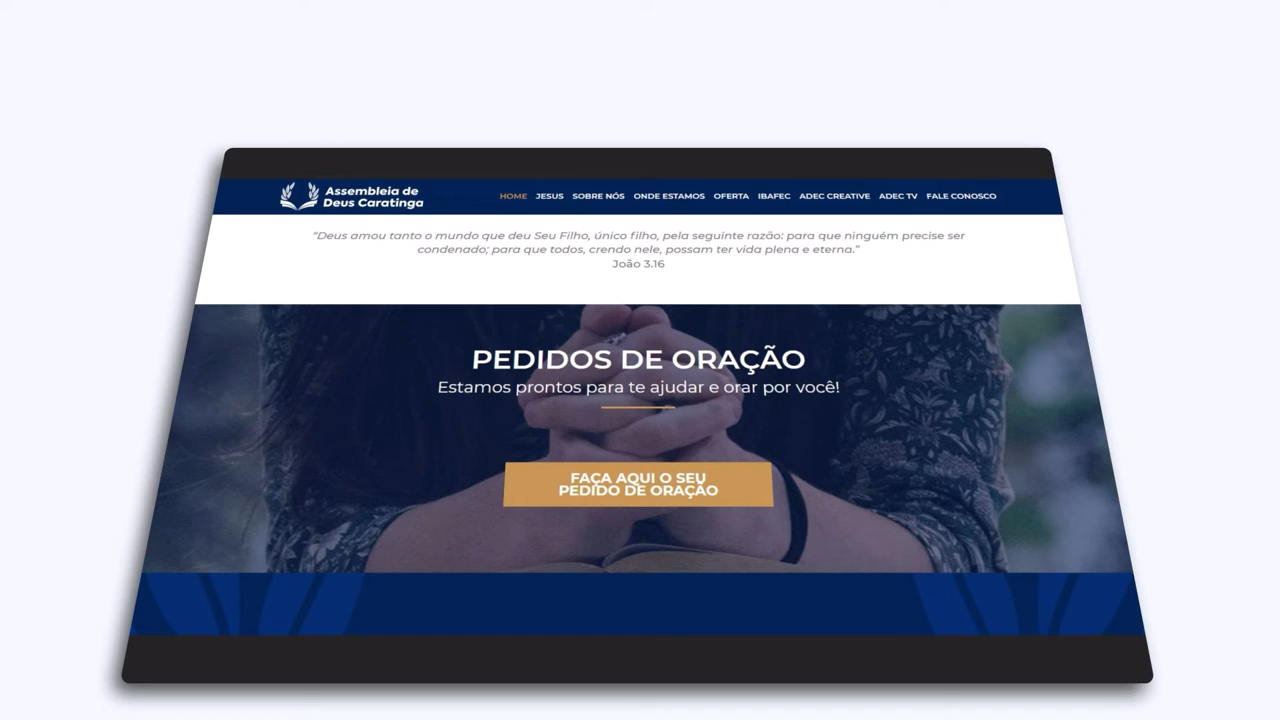 Assembleia de
Deus Caratinga
HOME JESUS SOBRE NÓS ONDE ESTAMOS OFERTA IBAFEC ADEC CREATIVE ADEC TV FALE CONOSCO
“Deus amou tanto o mundo que deu Seu Filho, único filho, pela seguinte razão: para que ninguém precise ser
condenado; para que todos, crendo nele, possam ter vida plena e eterna.”
João 3.16
PEDIDOS DE ORAÇÃO
Estamos prontos para te ajudar e orar por você!
FAÇA AQUI O SEU
PEDIDO DE ORAÇÃO